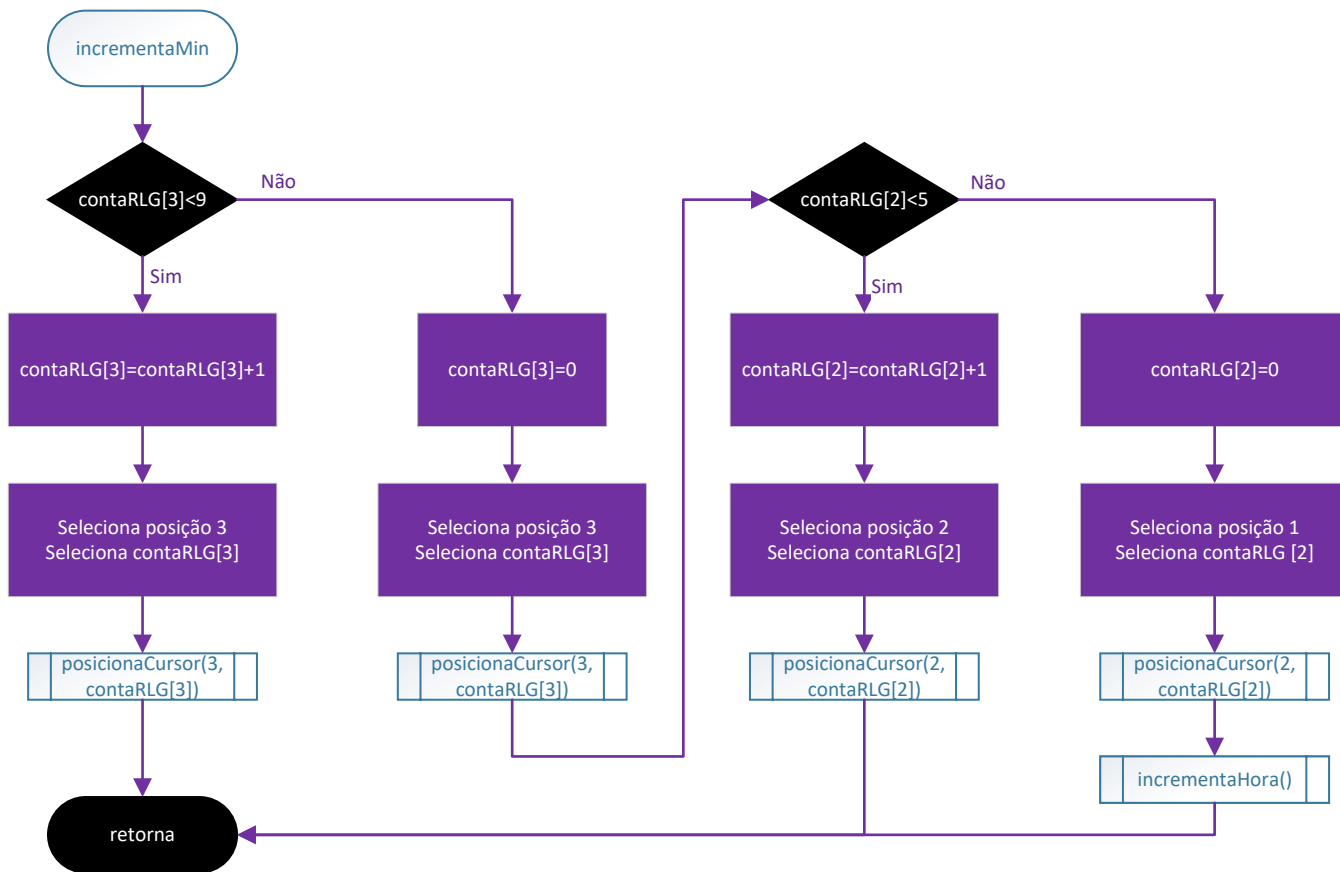 incrementaMin
contaRLG[3]<9
Não
Sim
contaRLG[2]<5
Não
Sim
contaRLG[3]=contaRLG[3]+1
contaRLG[3]=0
contaRLG[2]=contaRLG[2]+1
contaRLG[2]=0
Seleciona posição 3
Seleciona contaRLG[3]
Seleciona posição 3
Seleciona contaRLG[3]
Seleciona posição 2
Seleciona contaRLG[2]
Seleciona posição 1
Seleciona contaRLG [2]
posicionaCursor(3,
contaRLG[3])
posicionaCursor(3,
contaRLG[3])
posicionaCursor(2,
contaRLG[2])
posicionaCursor(2,
contaRLG[2])
incrementaHora()
retorna